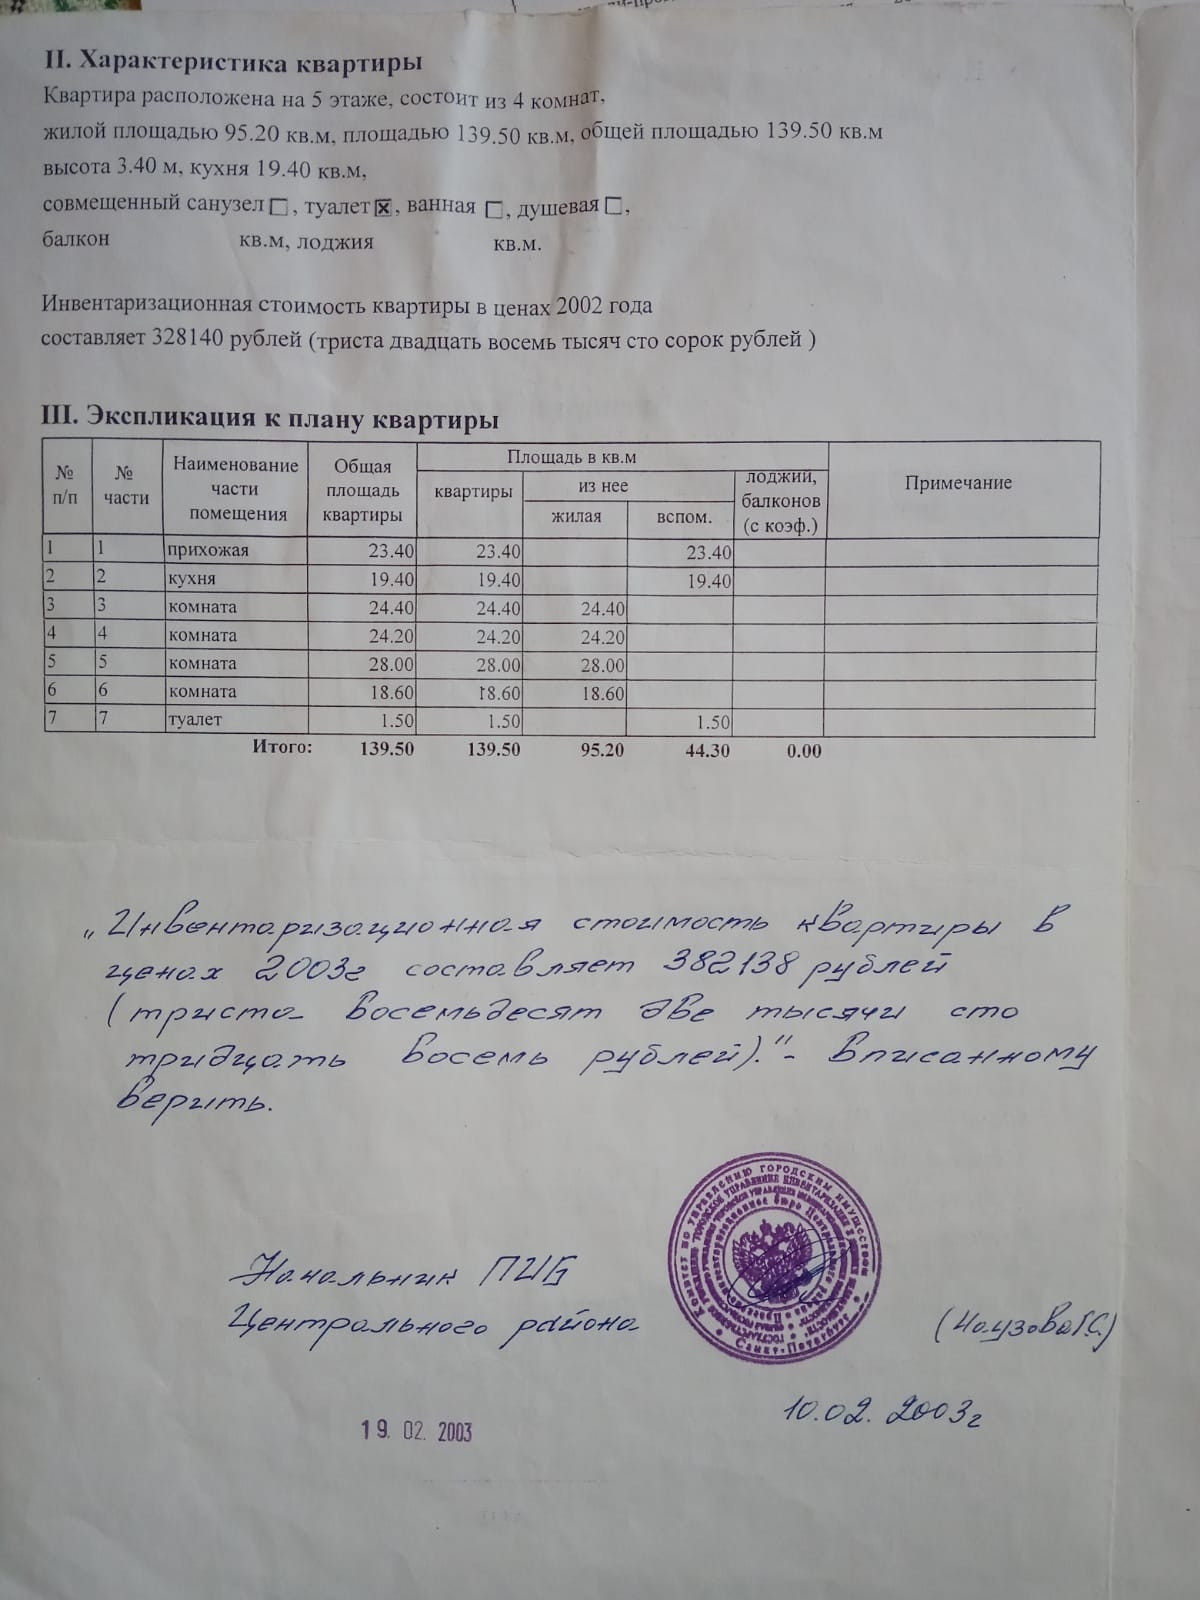 II. Характеристика квартиры
Квартира расположена на 5 этаже, состоит из 4 комнат,
жилой площадью 95.20 кв.м, площадью 139.50 кв.м, общей площадью 139.50 кв.м
высота 3.40 м, кухня 19.40 кв.м,
совмещенный санузел ☐, туалет ☒, ванная ☐, душевая ☐,
балкон кв.м, лоджия кв.м.
Инвентаризационная стоимость квартиры в ценах 2002 года
составляет 328140 рублей (триста двадцать восемь тысяч сто сорок рублей )
III. Экспликация к плану квартиры
№ п/п № части Наименование части помещения Общая площадь квартиры Площадь в кв.м Примечание
квартиры из нее лоджий, балконов (с коэф.)
жилая вспом.
1 1 прихожая 23.40 23.40 23.40
2 2 кухня 19.40 19.40 19.40
3 3 комната 24.40 24.40 24.40
4 4 комната 24.20 24.20 24.20
5 5 комната 28.00 28.00 28.00
6 6 комната 18.60 18.60 18.60
7 7 туалет 1.50 1.50 1.50
Итого: 139.50 139.50 95.20 44.30 0.00
„Инвентаризационная стоимость квартиры в
ценах 2003г составляет 382138 рублей
(триста восемьдесят две тысячи сто
тридцать восемь рублей)."- Вписанному
верить.
Комитет по управлению городским имуществом
Санкт-Петербург
Начальник ПИБ
Центрального района
10.02.2003г
19. 02. 2003